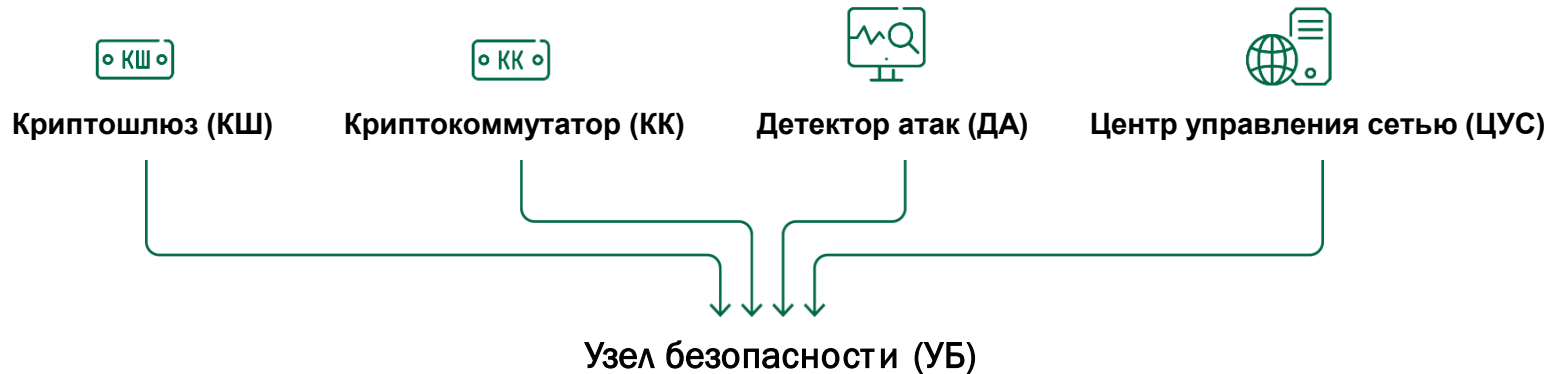 КШ
КК
Криптошлюз (КШ)
Криптокоммутатор (КК)
Детектор атак (ДА)
Центр управления сетью (ЦУС)
Узел безопасности (УБ)